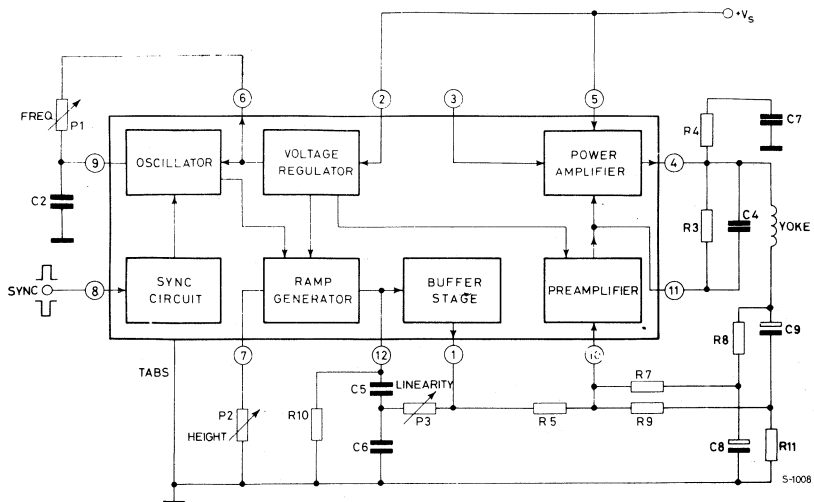 +Vs
6
2
3
5
FREQ.
P1
R4
C7
9
OSCILLATOR
VOLTAGE
REGULATOR
POWER
AMPLIFIER
4
C2
R3
C4
YOKE
SYNC
8
SYNC
CIRCUIT
RAMP
GENERATOR
BUFFER
STAGE
PREAMPLIFIER
11
C9
R8
TABS
7
12
1
10
P2
HEIGHT
R10
C5
LINEARITY
P3
R7
R5
R9
C6
C8
R11
S-1008